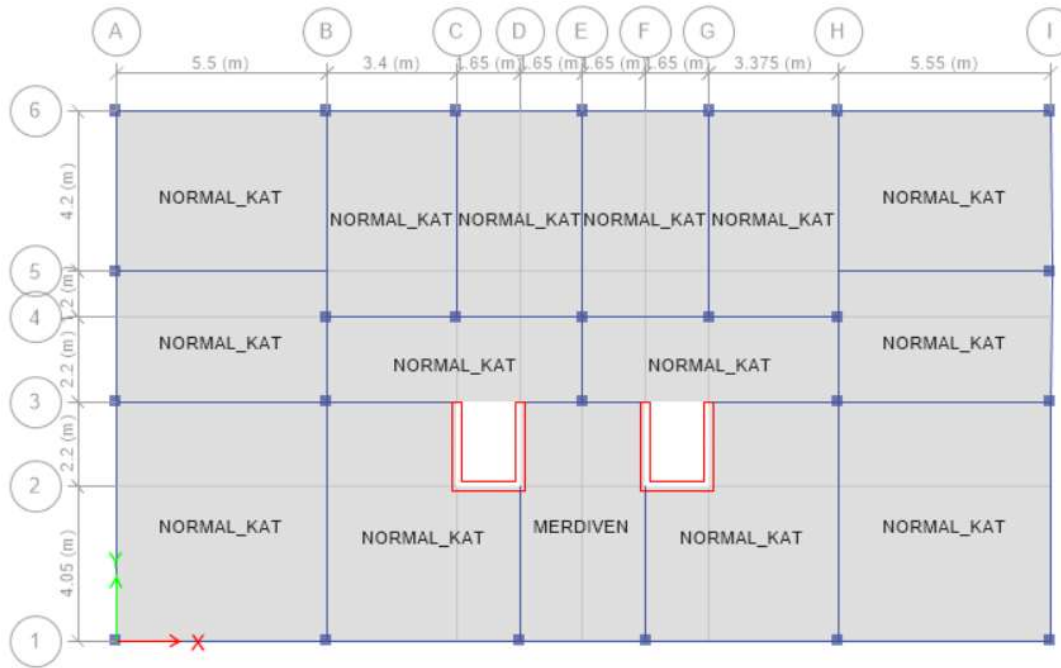 A B C D E F G H I
5.5 (m) 3.4 (m) 1.65 (m) 1.65 (m) 1.65 (m) 1.65 (m) 3.375 (m) 5.55 (m)
6
4.2 (m)
NORMAL_KAT NORMAL_KAT
NORMAL_KAT NORMAL_KAT NORMAL_KAT NORMAL_KAT
5
1.2 (m)
4
NORMAL_KAT NORMAL_KAT
2.2 (m)
NORMAL_KAT NORMAL_KAT
3
2.2 (m)
2
NORMAL_KAT MERDIVEN NORMAL_KAT
NORMAL_KAT NORMAL_KAT
4.05 (m)
Y
1
X